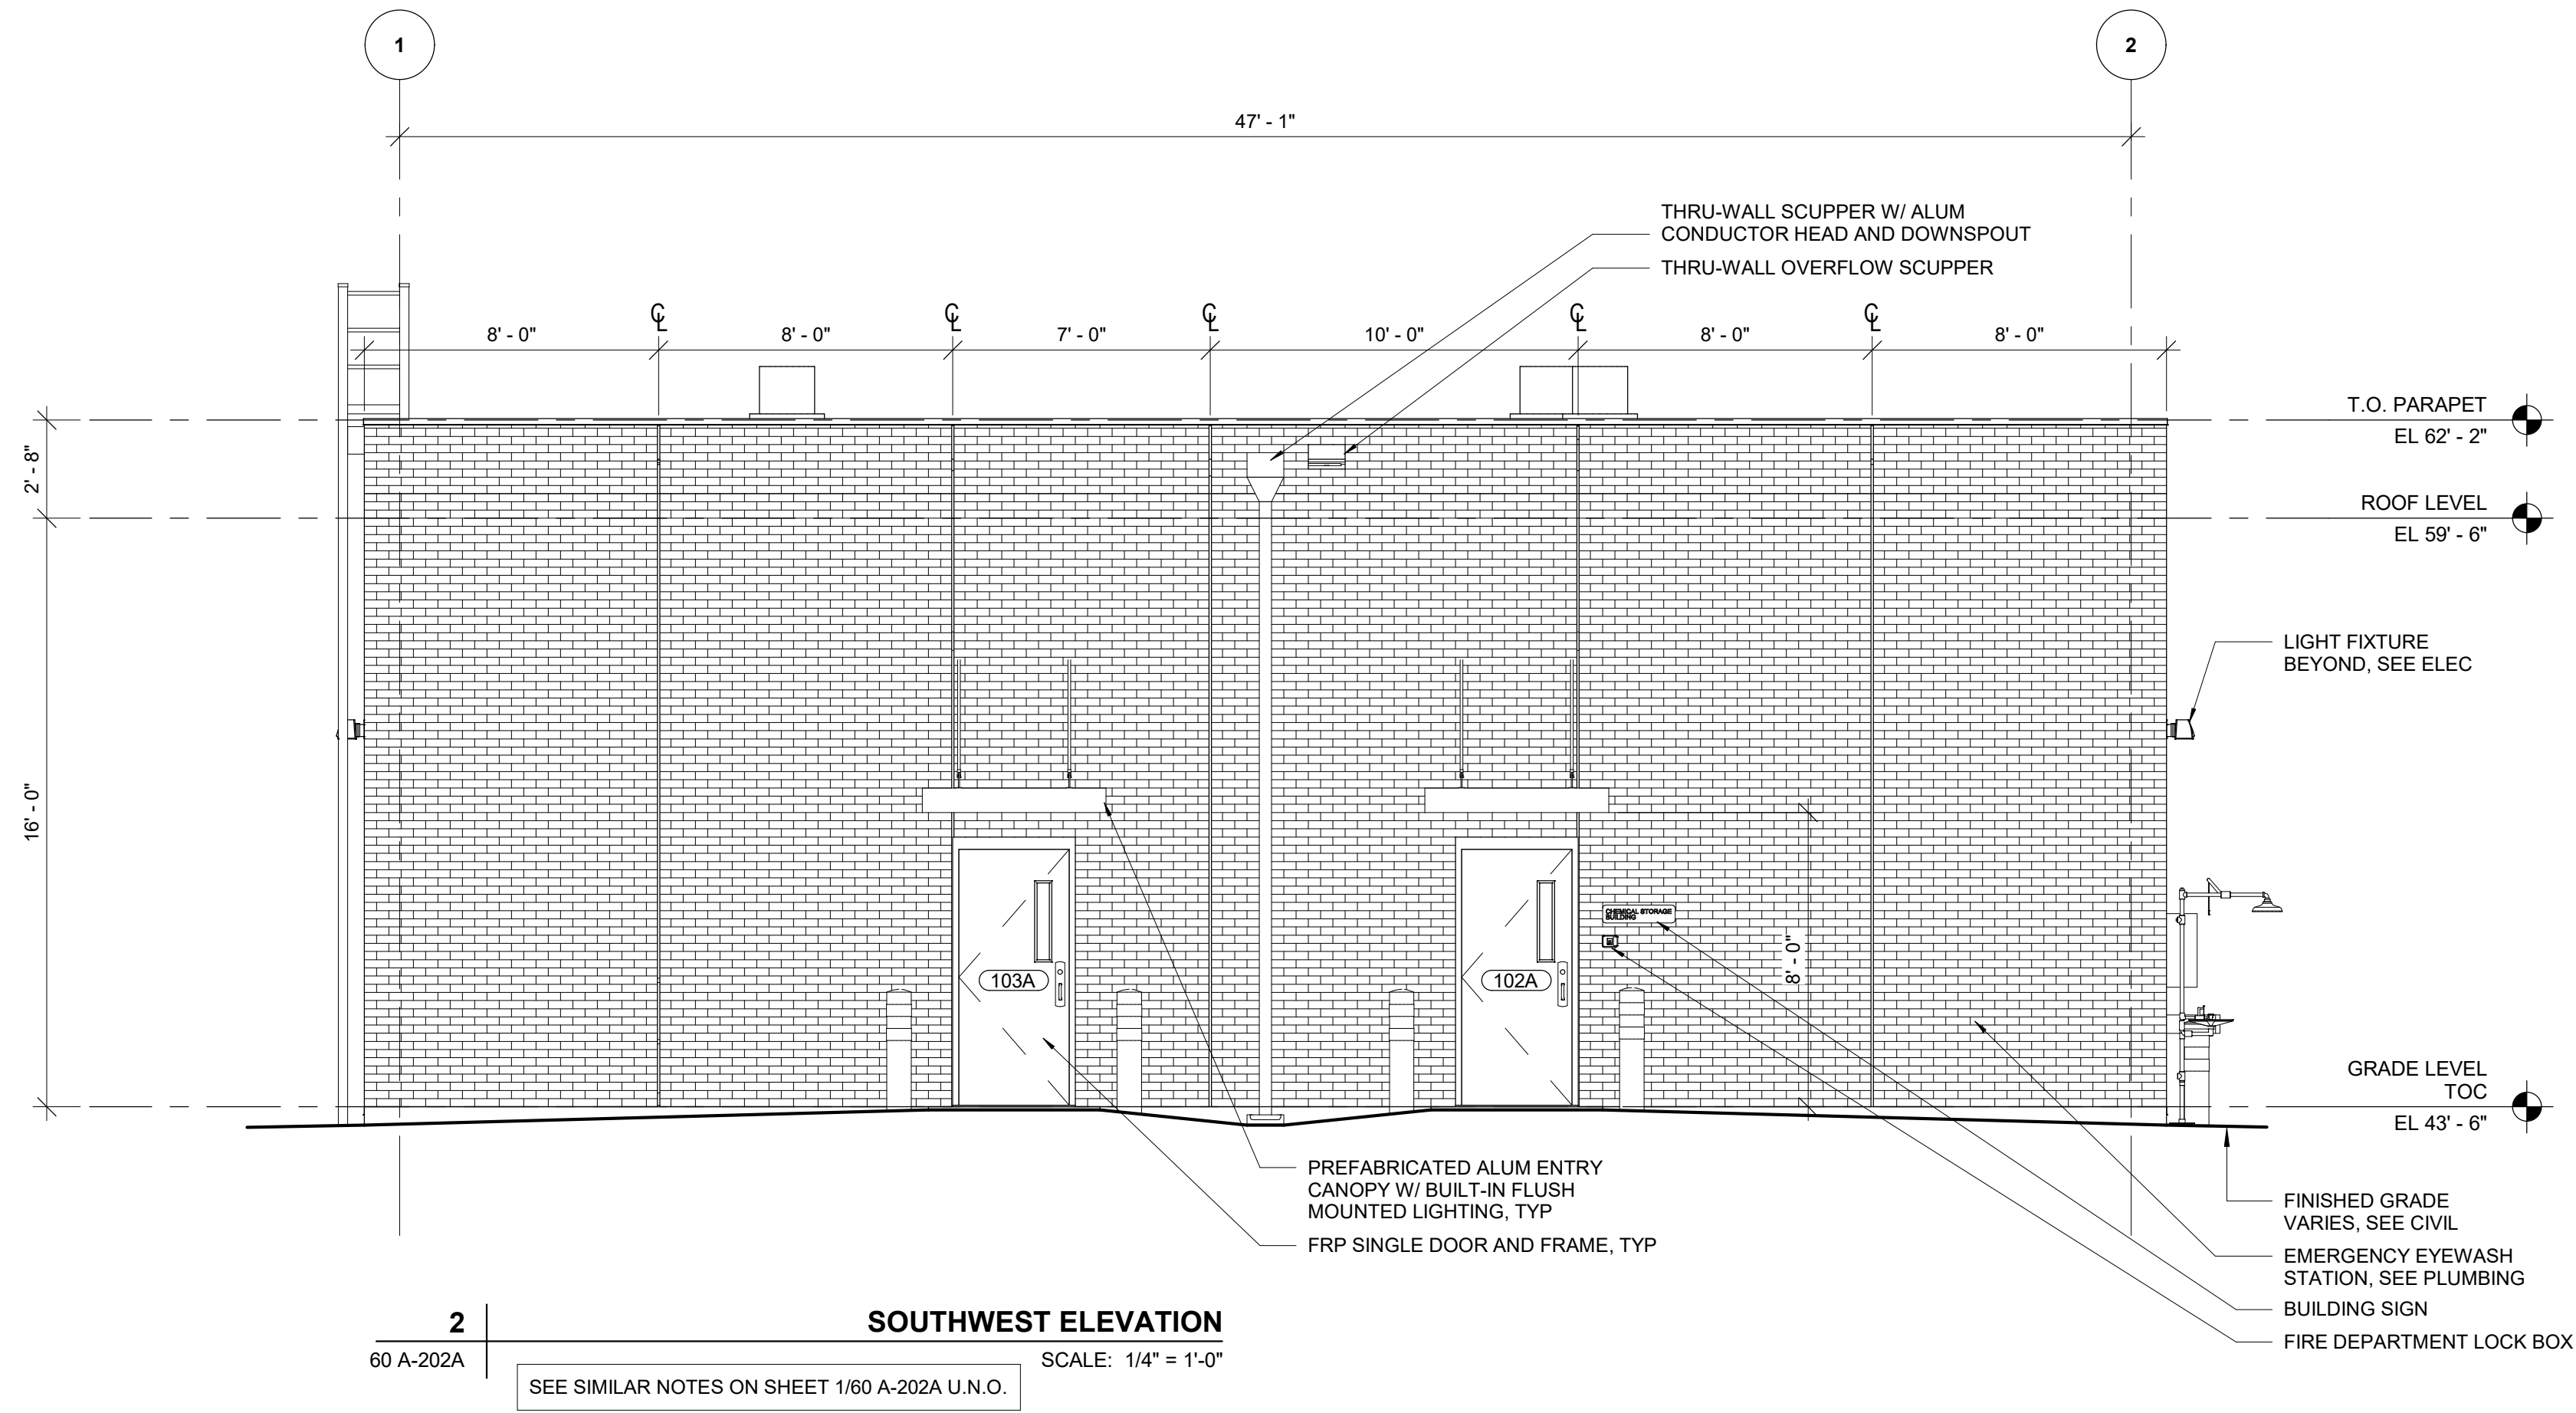 1
2
47' - 1"
THRU-WALL SCUPPER W/ ALUM
CONDUCTOR HEAD AND DOWNSPOUT
THRU-WALL OVERFLOW SCUPPER
℄
℄
℄
℄
℄
8' - 0"
8' - 0"
7' - 0"
10' - 0"
8' - 0"
8' - 0"
T.O. PARAPET
EL 62' - 2"
2' - 8"
ROOF LEVEL
EL 59' - 6"
LIGHT FIXTURE
BEYOND, SEE ELEC
16' - 0"
CHEMICAL STORAGE
BUILDING
8' - 0"
103A
102A
GRADE LEVEL
TOC
EL 43' - 6"
PREFABRICATED ALUM ENTRY
CANOPY W/ BUILT-IN FLUSH
MOUNTED LIGHTING, TYP
FRP SINGLE DOOR AND FRAME, TYP
FINISHED GRADE
VARIES, SEE CIVIL
EMERGENCY EYEWASH
STATION, SEE PLUMBING
BUILDING SIGN
FIRE DEPARTMENT LOCK BOX
2
SOUTHWEST ELEVATION
60 A-202A
SCALE: 1/4" = 1'-0"
SEE SIMILAR NOTES ON SHEET 1/60 A-202A U.N.O.